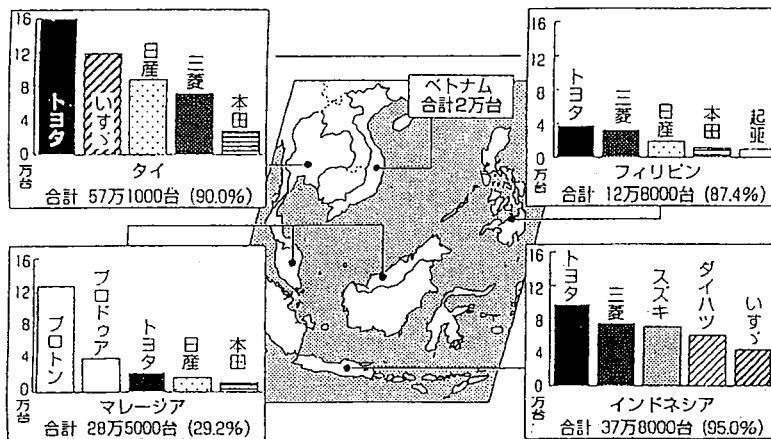 16
12
8
4
0
万台
トヨタ
いすゞ
日産
三菱
本田
タイ
合計 57万1000台 (90.0%)
ベトナム
合計2万台
16
12
8
4
0
万台
トヨタ
三菱
日産
本田
起亜
フィリピン
合計 12万8000台 (87.4%)
16
12
8
4
0
万台
プロトン
プロドゥア
トヨタ
日産
本田
マレーシア
合計 28万5000台 (29.2%)
16
12
8
4
0
万台
トヨタ
三菱
スズキ
ダイハツ
いすゞ
インドネシア
合計 37万8000台 (95.0%)